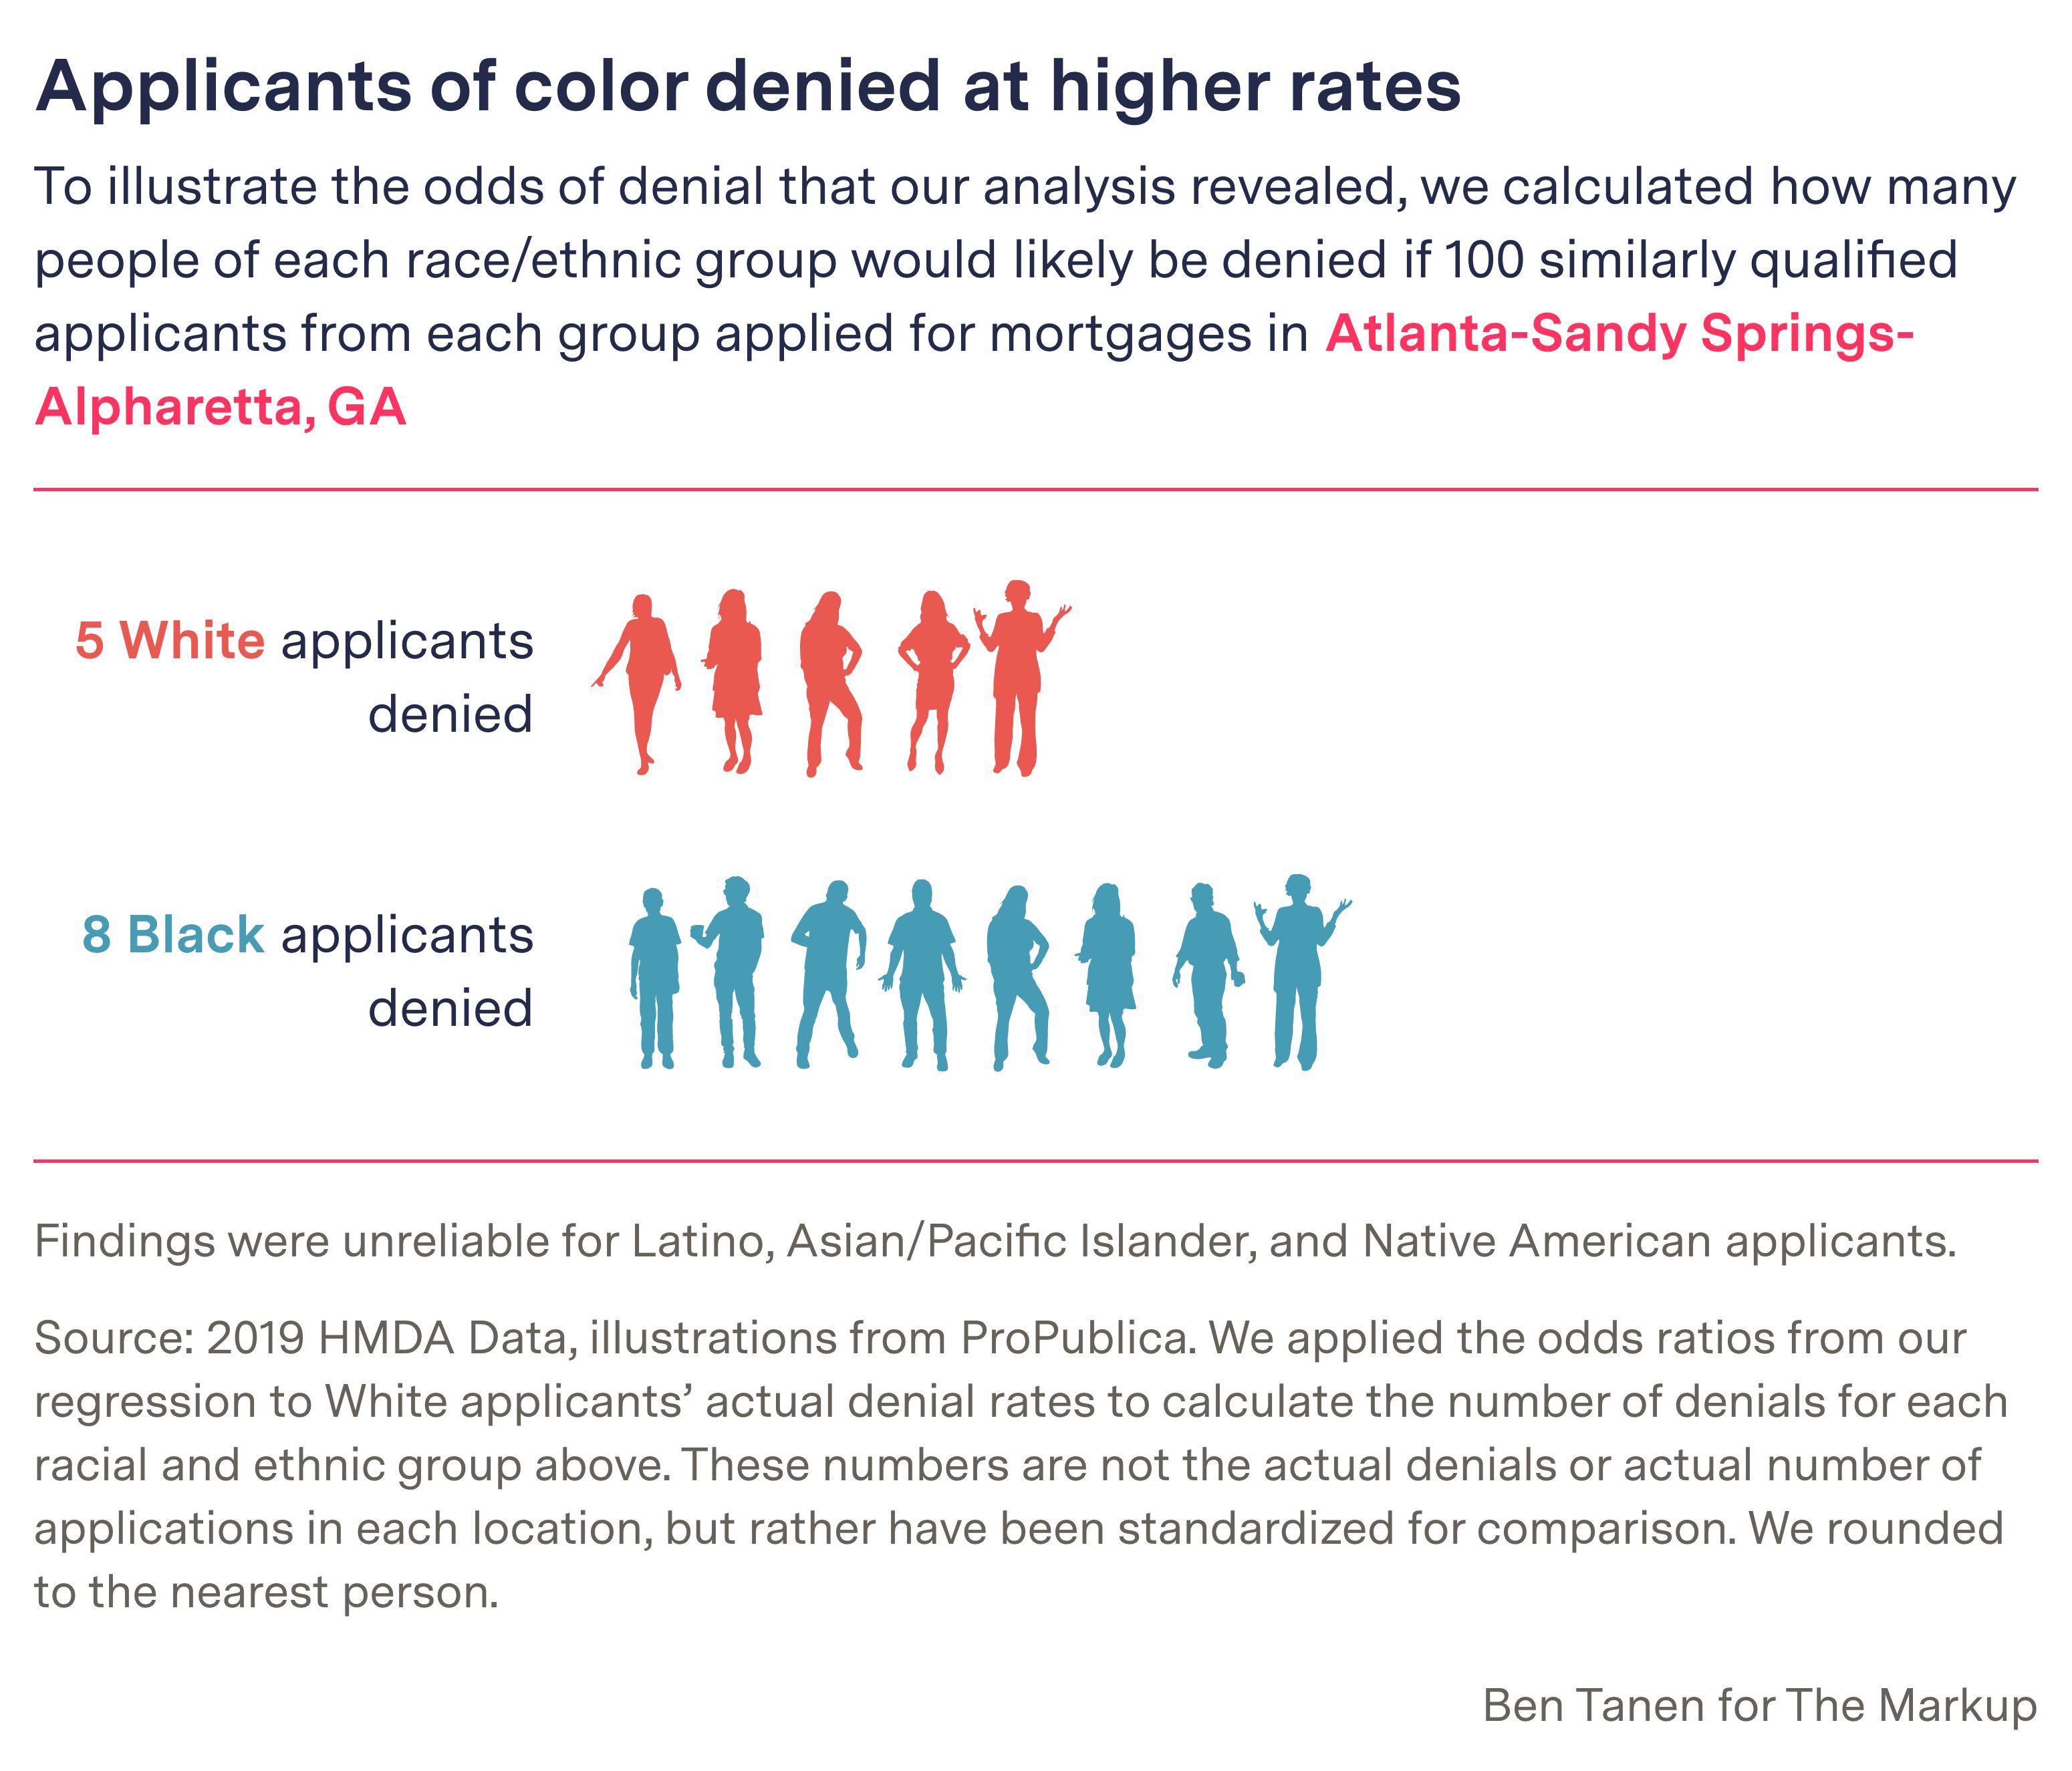 Applicants of color denied at higher rates
To illustrate the odds of denial that our analysis revealed, we calculated how many
people of each race/ethnic group would likely be denied if 100 similarly qualified
applicants from each group applied for mortgages in Atlanta-Sandy Springs-
Alpharetta, GA
5 White applicants
denied
8 Black applicants
denied
Findings were unreliable for Latino, Asian/Pacific Islander, and Native American applicants.
Source: 2019 HMDA Data, illustrations from ProPublica. We applied the odds ratios from our
regression to White applicants’ actual denial rates to calculate the number of denials for each
racial and ethnic group above. These numbers are not the actual denials or actual number of
applications in each location, but rather have been standardized for comparison. We rounded
to the nearest person.
Ben Tanen for The Markup